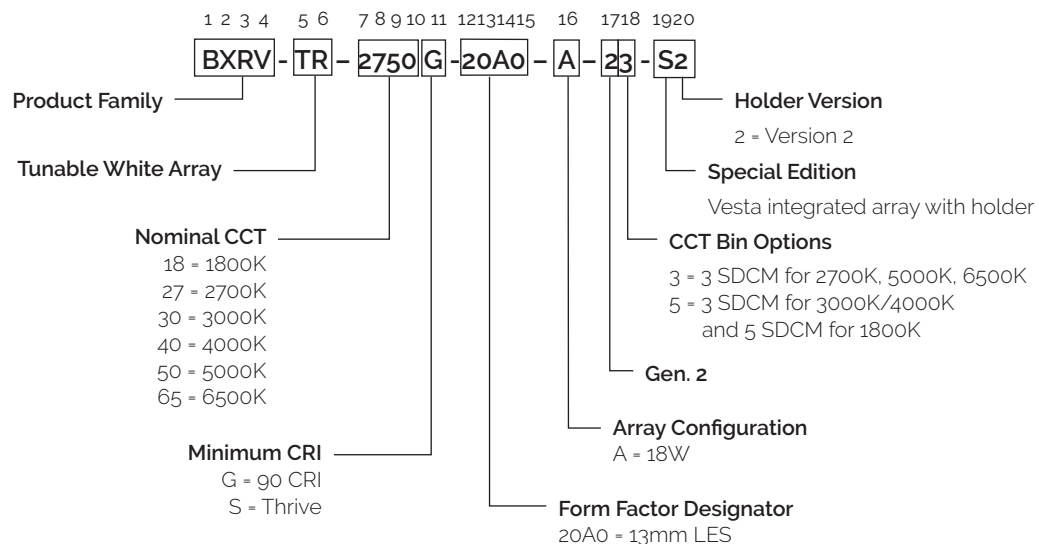 1 2 3 4 5 6 7 8 9 10 11 12131415 16 1718 1920
BXRV - TR - 2750 G - 20A0 - A - 2 3 - S2
Product Family
Holder Version
2 = Version 2
Tunable White Array
Special Edition
Vesta integrated array with holder
Nominal CCT
18 = 1800K
27 = 2700K
30 = 3000K
40 = 4000K
50 = 5000K
65 = 6500K
CCT Bin Options
3 = 3 SDCM for 2700K, 5000K, 6500K
5 = 3 SDCM for 3000K/4000K
and 5 SDCM for 1800K
Gen. 2
Minimum CRI
G = 90 CRI
S = Thrive
Array Configuration
A = 18W
Form Factor Designator
20A0 = 13mm LES